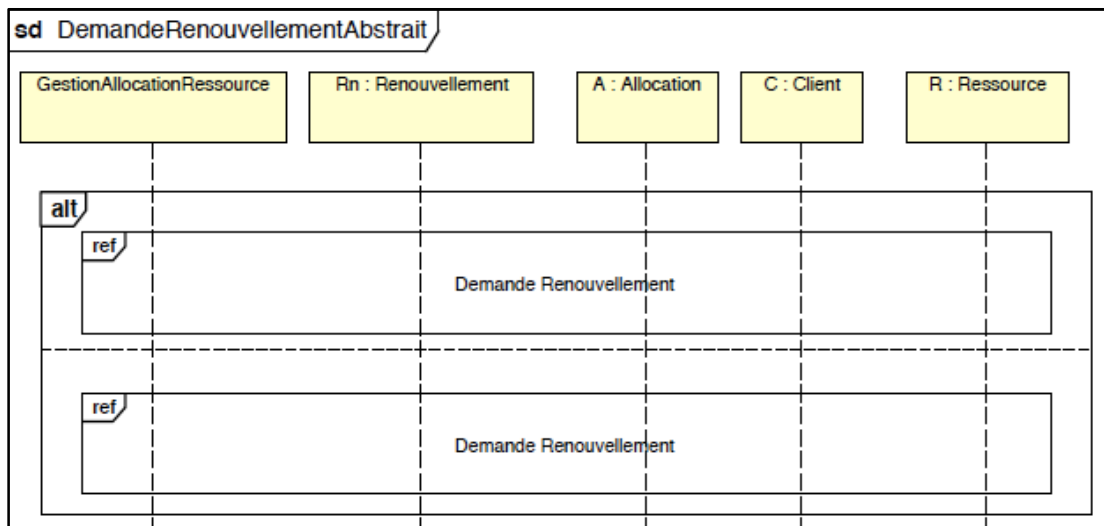 sd DemandeRenouvellementAbstrait
GestionAllocationRessource Rn : Renouvellement A : Allocation C : Client R : Ressource
alt
ref
Demande Renouvellement
ref
Demande Renouvellement